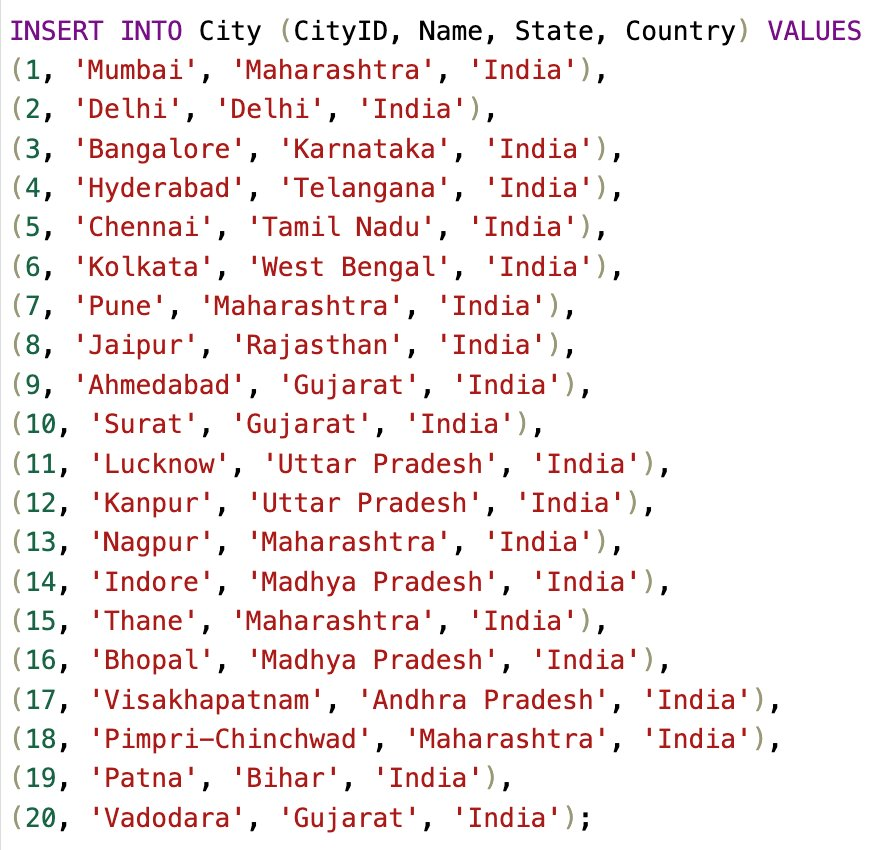 INSERT INTO City (CityID, Name, State, Country) VALUES
(1, 'Mumbai', 'Maharashtra', 'India'),
(2, 'Delhi', 'Delhi', 'India'),
(3, 'Bangalore', 'Karnataka', 'India'),
(4, 'Hyderabad', 'Telangana', 'India'),
(5, 'Chennai', 'Tamil Nadu', 'India'),
(6, 'Kolkata', 'West Bengal', 'India'),
(7, 'Pune', 'Maharashtra', 'India'),
(8, 'Jaipur', 'Rajasthan', 'India'),
(9, 'Ahmedabad', 'Gujarat', 'India'),
(10, 'Surat', 'Gujarat', 'India'),
(11, 'Lucknow', 'Uttar Pradesh', 'India'),
(12, 'Kanpur', 'Uttar Pradesh', 'India'),
(13, 'Nagpur', 'Maharashtra', 'India'),
(14, 'Indore', 'Madhya Pradesh', 'India'),
(15, 'Thane', 'Maharashtra', 'India'),
(16, 'Bhopal', 'Madhya Pradesh', 'India'),
(17, 'Visakhapatnam', 'Andhra Pradesh', 'India'),
(18, 'Pimpri-Chinchwad', 'Maharashtra', 'India'),
(19, 'Patna', 'Bihar', 'India'),
(20, 'Vadodara', 'Gujarat', 'India');